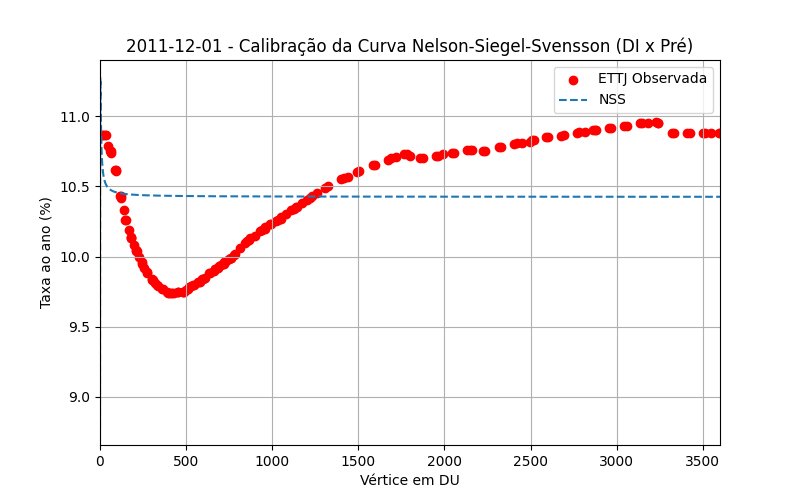 2011-12-01 - Calibração da Curva Nelson-Siegel-Svensson (DI x Pré)
ETTJ Observada
NSS
Taxa ao ano (%)
11.0
10.5
10.0
9.5
9.0
0 500 1000 1500 2000 2500 3000 3500
Vértice em DU